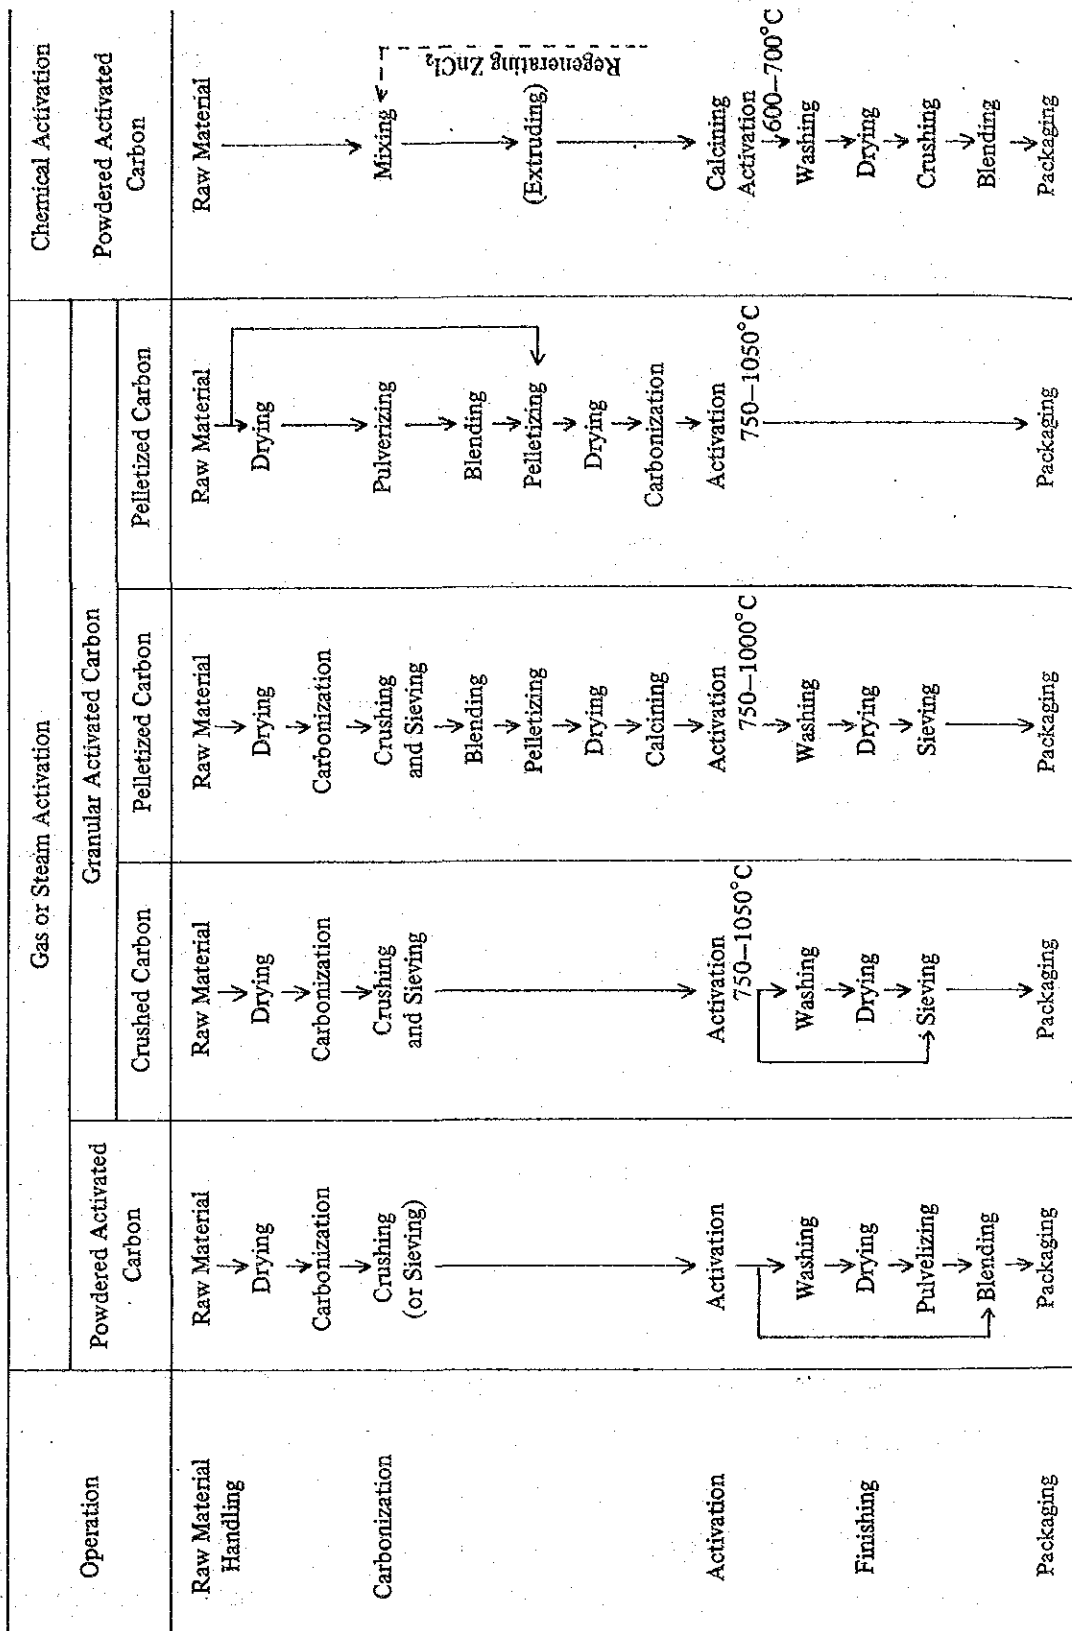 Operation
Gas or Steam Activation
Chemical Activation
Powdered Activated
Carbon
Granular Activated Carbon
Powdered Activated
Carbon
Crushed Carbon
Pelletized Carbon
Pelletized Carbon
Raw Material
Handling
Carbonization
Activation
Finishing
Packaging
Raw Material
Drying
Carbonization
Crushing
(or Sieving)
Activation
Washing
Drying
Pulvelizing
Blending
Packaging
Raw Material
Drying
Carbonization
Crushing
and Sieving
Activation
750–1050°C
Washing
Drying
Sieving
Packaging
Raw Material
Drying
Carbonization
Crushing
and Sieving
Blending
Pelletizing
Drying
Calcining
Activation
750–1000°C
Washing
Drying
Sieving
Packaging
Raw Material
Drying
Pulverizing
Blending
Pelletizing
Drying
Carbonization
Activation
750–1050°C
Packaging
Raw Material
Mixing
(Extruding)
Regenerating ZnCl₂
Calcining
Activation
600–700°C
Washing
Drying
Crushing
Blending
Packaging